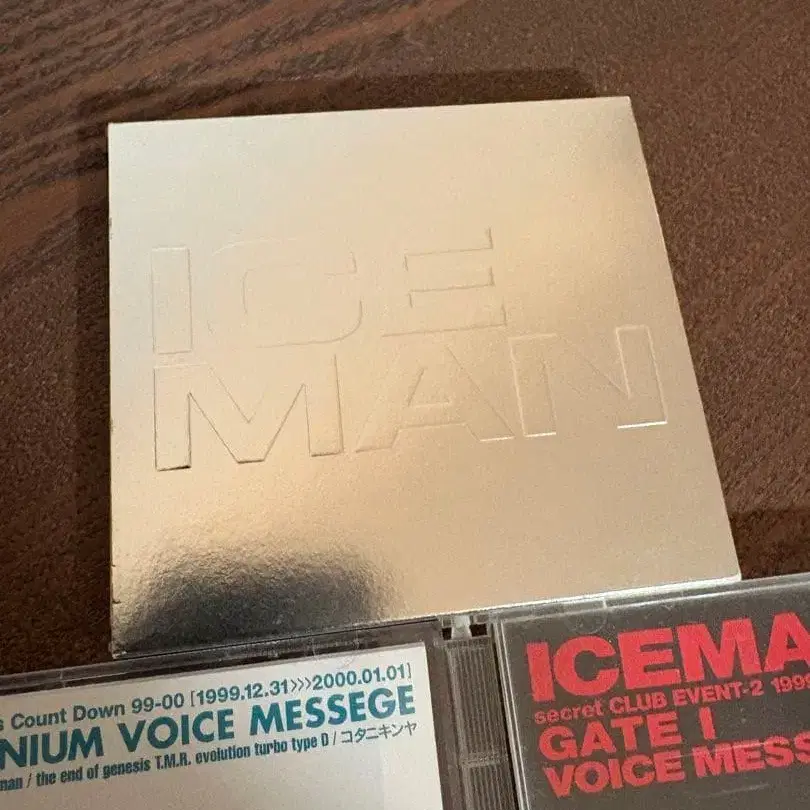 ICE
MAN
s Count Down 99-00 [1999.12.31>>>2000.01.01]
NIUM VOICE MESSEGE
man / the end of genesis T.M.R. evolution turbo type D / コタニキンヤ
ICEMA
secret CLUB EVENT-2 199
GATE I
VOICE MESS